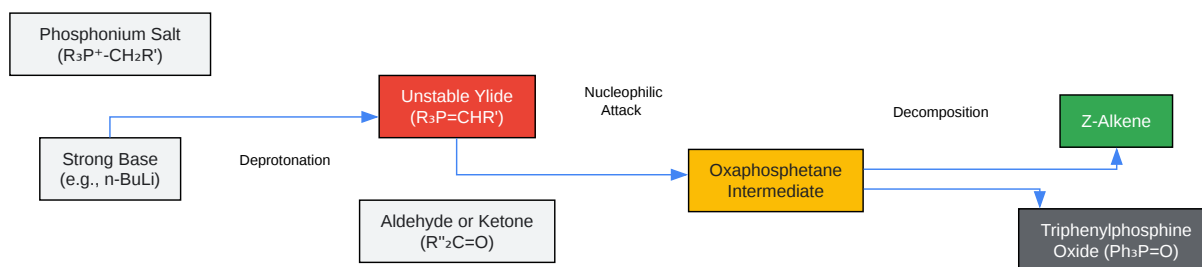 Phosphonium Salt
(R₃P⁺-CH₂R')
Strong Base
(e.g., n-BuLi)
Deprotonation
Unstable Ylide
(R₃P=CHR')
Aldehyde or Ketone
(R"₂C=O)
Nucleophilic
Attack
Oxaphosphetane
Intermediate
Decomposition
Z-Alkene
Triphenylphosphine
Oxide (Ph₃P=O)